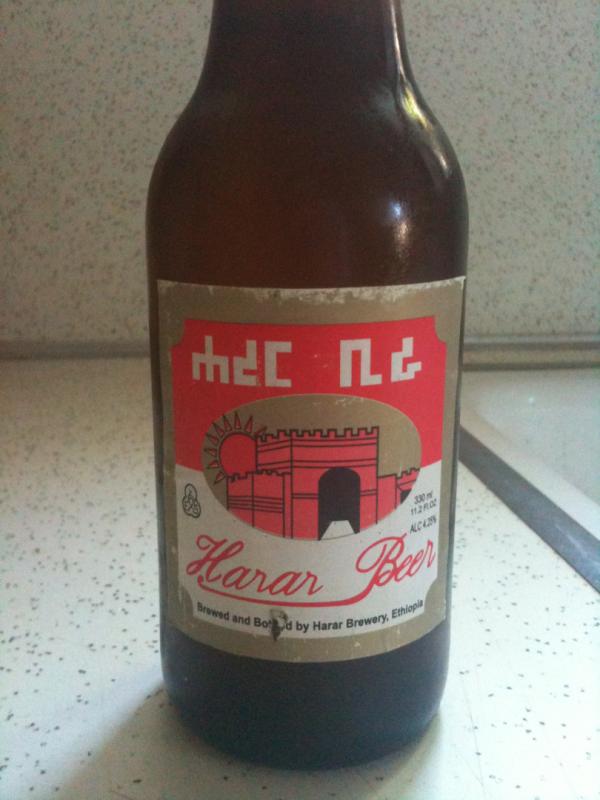 ሐረር ቢራ
330 ml
11.2 Fl.OZ
ALC 4.25%
Harar Beer
Brewed and Bottled by Harar Brewery, Ethiopia